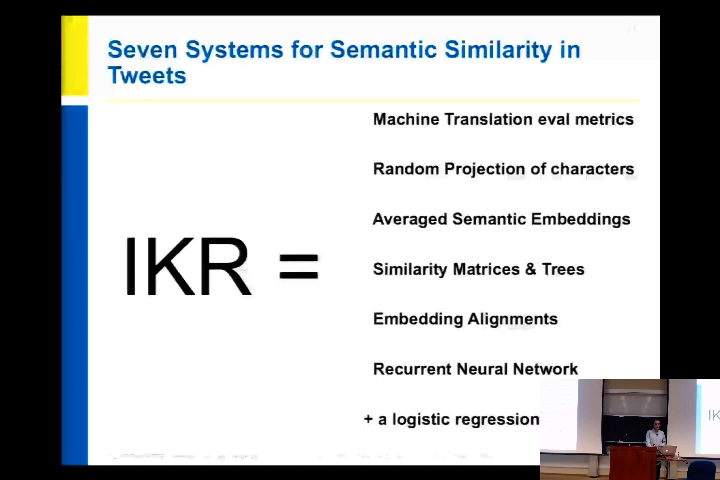 Seven Systems for Semantic Similarity in
Tweets
Machine Translation eval metrics
Random Projection of characters
Averaged Semantic Embeddings
IKR =
Similarity Matrices & Trees
Embedding Alignments
Recurrent Neural Network
+ a logistic regression
IK